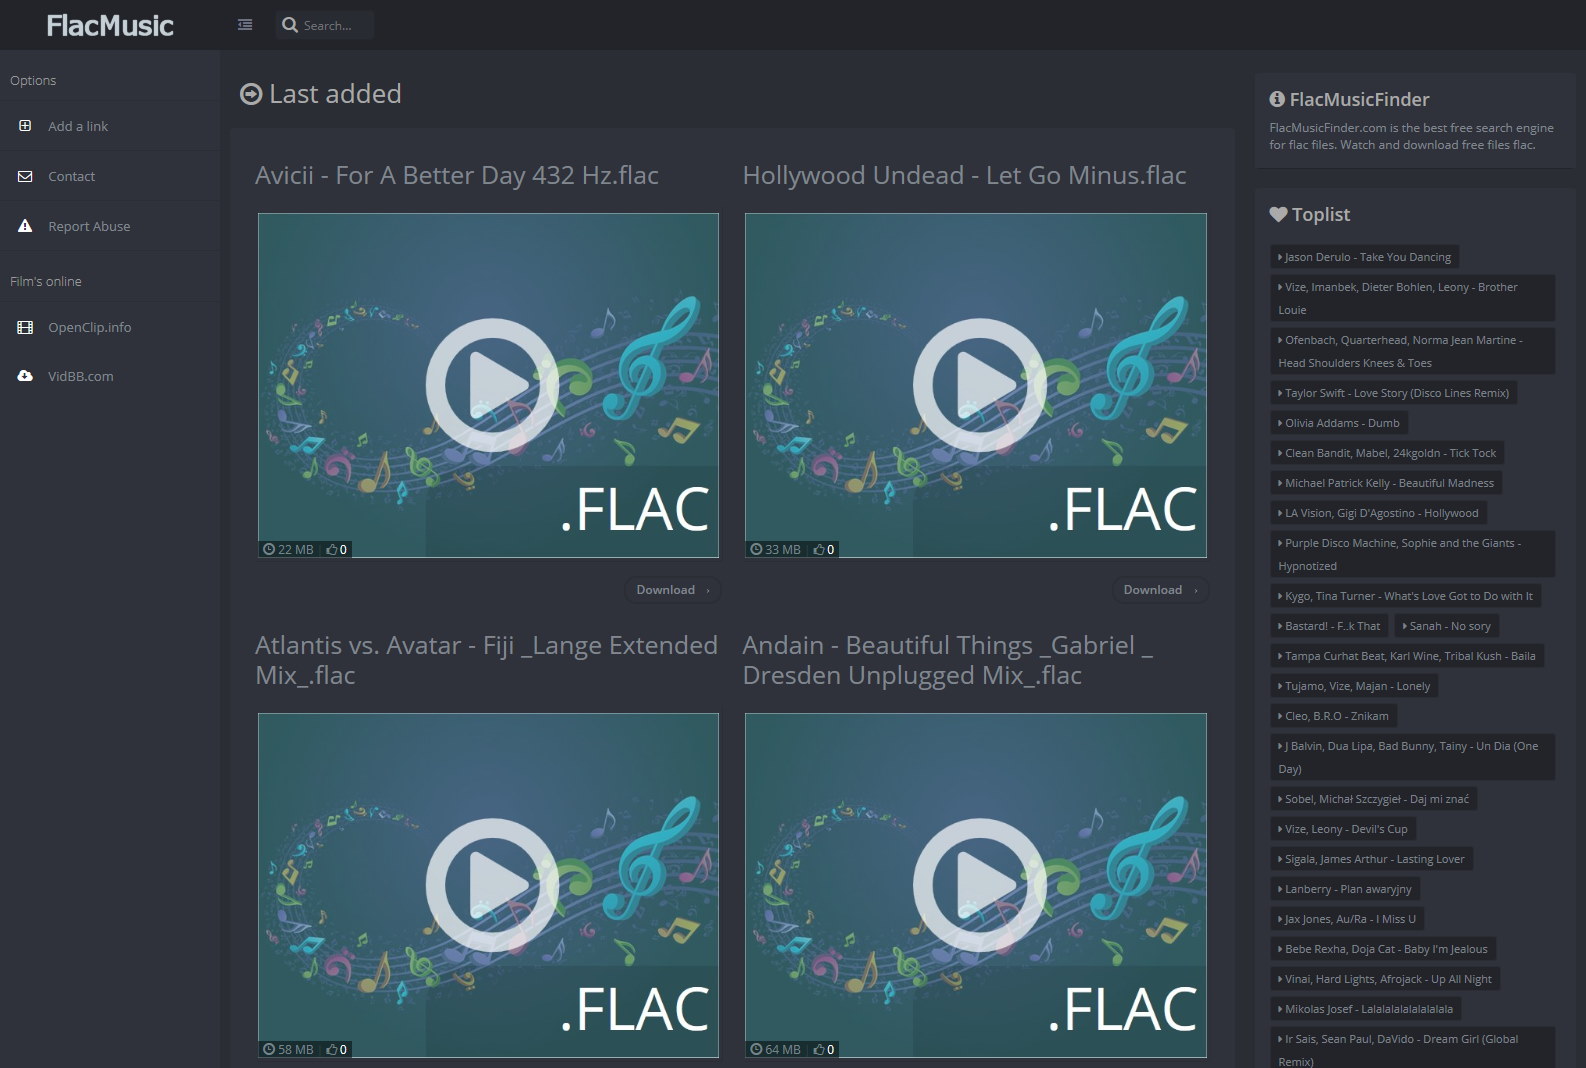 FlacMusic
Search...
Options
Add a link
Contact
Report Abuse
Film's online
OpenClip.info
VidBB.com
Last added
Avicii - For A Better Day 432 Hz.flac
.FLAC
22 MB
0
Download
Hollywood Undead - Let Go Minus.flac
.FLAC
33 MB
0
Download
Atlantis vs. Avatar - Fiji _Lange Extended
Mix_.flac
.FLAC
58 MB
0
Andain - Beautiful Things _Gabriel _
Dresden Unplugged Mix_.flac
.FLAC
64 MB
0
FlacMusicFinder
FlacMusicFinder.com is the best free search engine
for flac files. Watch and download free files flac.
Toplist
Jason Derulo - Take You Dancing
Vize, Imanbek, Dieter Bohlen, Leony - Brother
Louie
Ofenbach, Quarterhead, Norma Jean Martine -
Head Shoulders Knees & Toes
Taylor Swift - Love Story (Disco Lines Remix)
Olivia Addams - Dumb
Clean Bandit, Mabel, 24kgoldn - Tick Tock
Michael Patrick Kelly - Beautiful Madness
LA Vision, Gigi D'Agostino - Hollywood
Purple Disco Machine, Sophie and the Giants -
Hypnotized
Kygo, Tina Turner - What's Love Got to Do with It
Bastard! - F..k That
Sanah - No sory
Tampa Curhat Beat, Karl Wine, Tribal Kush - Baila
Tujamo, Vize, Majan - Lonely
Cleo, B.R.O - Znikam
J Balvin, Dua Lipa, Bad Bunny, Tainy - Un Dia (One
Day)
Sobel, Michał Szczygieł - Daj mi znać
Vize, Leony - Devil's Cup
Sigala, James Arthur - Lasting Lover
Lanberry - Plan awaryjny
Jax Jones, Au/Ra - I Miss U
Bebe Rexha, Doja Cat - Baby I'm Jealous
Vinai, Hard Lights, Afrojack - Up All Night
Mikolas Josef - Lalalalalalalalalala
Ir Sais, Sean Paul, DaVido - Dream Girl (Global
Remix)